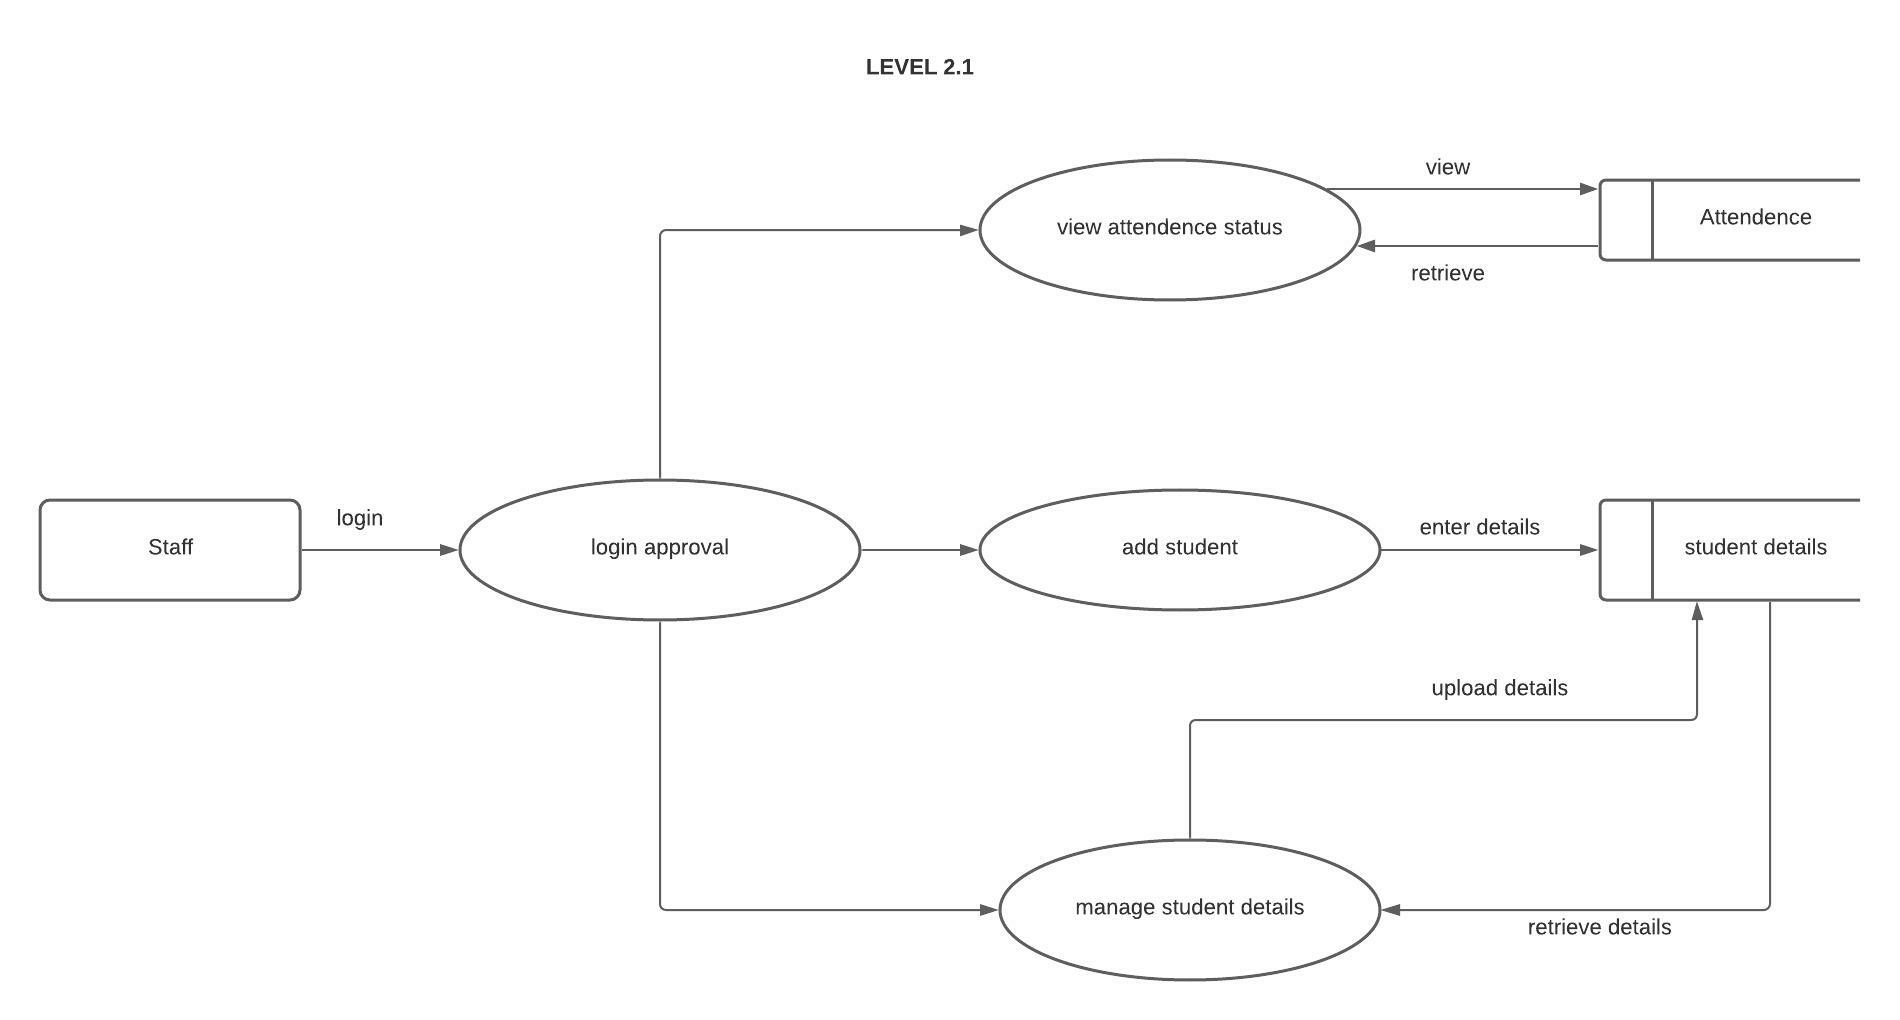 LEVEL 2.1
view
view attendence status
Attendence
retrieve
Staff
login
login approval
add student
enter details
student details
upload details
manage student details
retrieve details